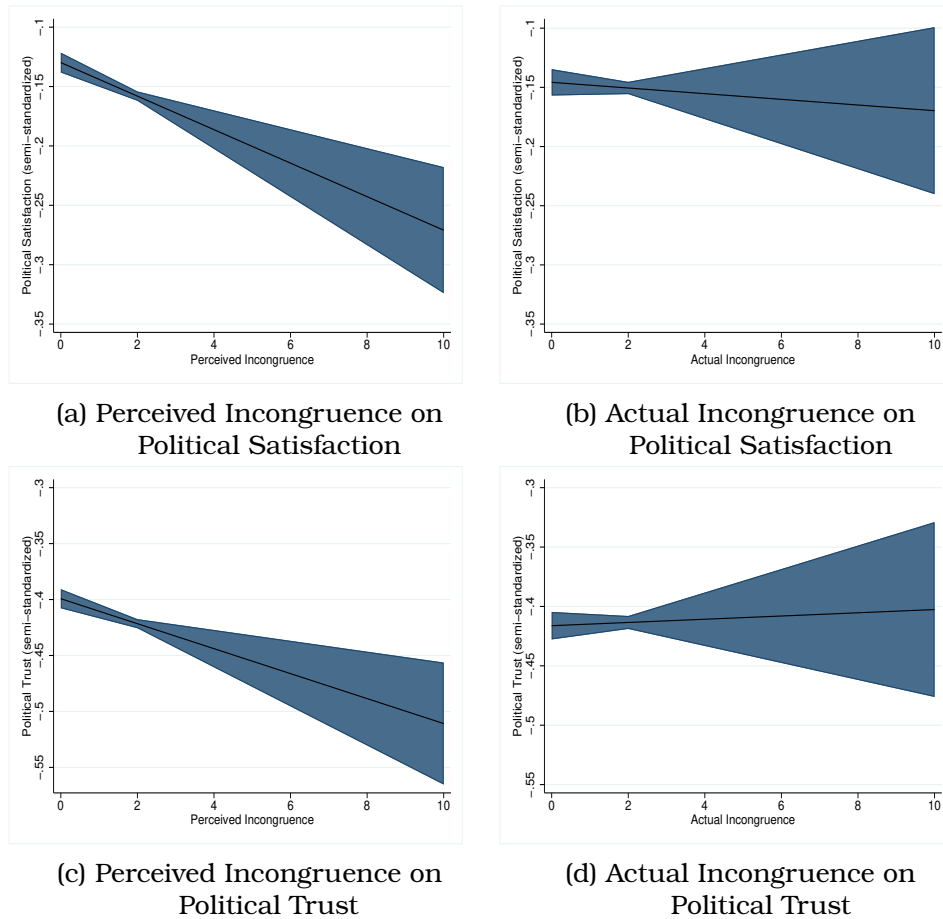 -.1
-.15
-.2
-.25
-.3
-.35
Political Satisfaction (semi-standardized)
0 2 4 6 8 10
Perceived Incongruence
-.1
-.15
-.2
-.25
-.3
-.35
Political Satisfaction (semi-standardized)
0 2 4 6 8 10
Actual Incongruence
(a) Perceived Incongruence on
Political Satisfaction
(b) Actual Incongruence on
Political Satisfaction
-.3
-.35
-.4
-.45
-.5
-.55
Political Trust (semi-standardized)
0 2 4 6 8 10
Perceived Incongruence
-.3
-.35
-.4
-.45
-.5
-.55
Political Trust (semi-standardized)
0 2 4 6 8 10
Actual Incongruence
(c) Perceived Incongruence on
Political Trust
(d) Actual Incongruence on
Political Trust